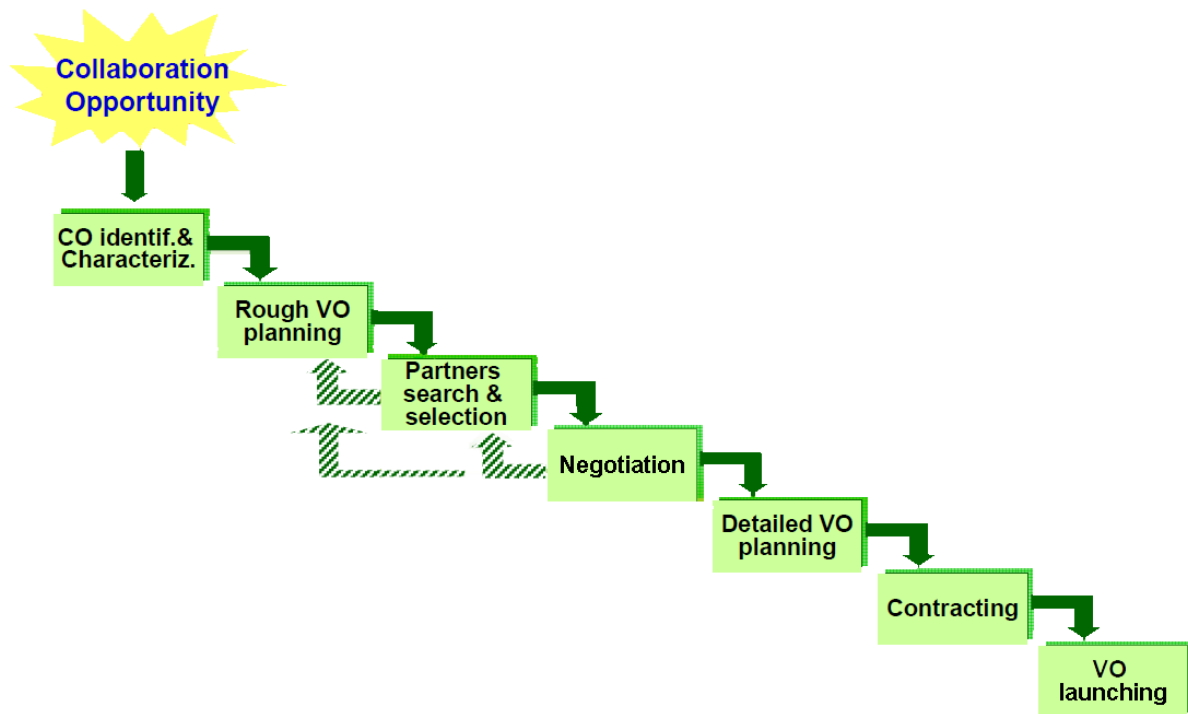 Collaboration
Opportunity
CO identif.&
Characteriz.
Rough VO
planning
Partners
search &
selection
Negotiation
Detailed VO
planning
Contracting
VO
launching